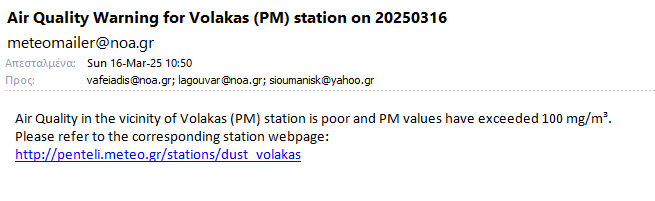 Air Quality Warning for Volakas (PM) station on 20250316
meteomailer@noa.gr
Απεσταλμένα: Sun 16-Mar-25 10:50
Προς: vafeiadis@noa.gr; lagouvar@noa.gr; sioumanisk@yahoo.gr
Air Quality in the vicinity of Volakas (PM) station is poor and PM values have exceeded 100 mg/m³.
Please refer to the corresponding station webpage:
http://penteli.meteo.gr/stations/dust_volakas